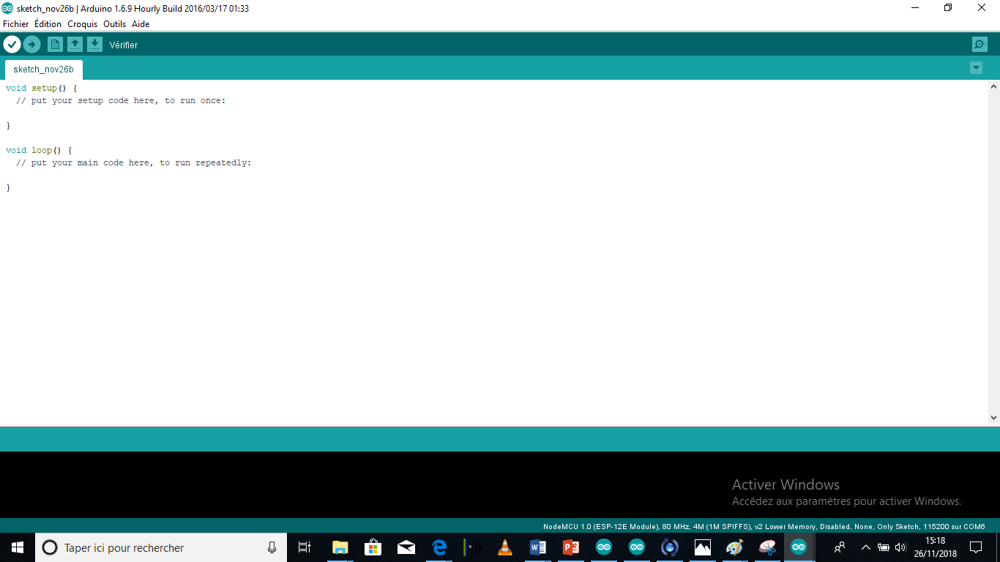 sketch_nov26b | Arduino 1.6.9 Hourly Build 2016/03/17 01:33
Fichier Édition Croquis Outils Aide
Vérifier
sketch_nov26b
void setup() {
// put your setup code here, to run once:
}
void loop() {
// put your main code here, to run repeatedly:
}
Activer Windows
Accédez aux paramètres pour activer Windows.
NodeMCU 1.0 (ESP-12E Module), 80 MHz, 4M (1M SPIFFS), v2 Lower Memory, Disabled, None, Only Sketch, 115200 sur COM6
Taper ici pour rechercher
15:18
26/11/2018